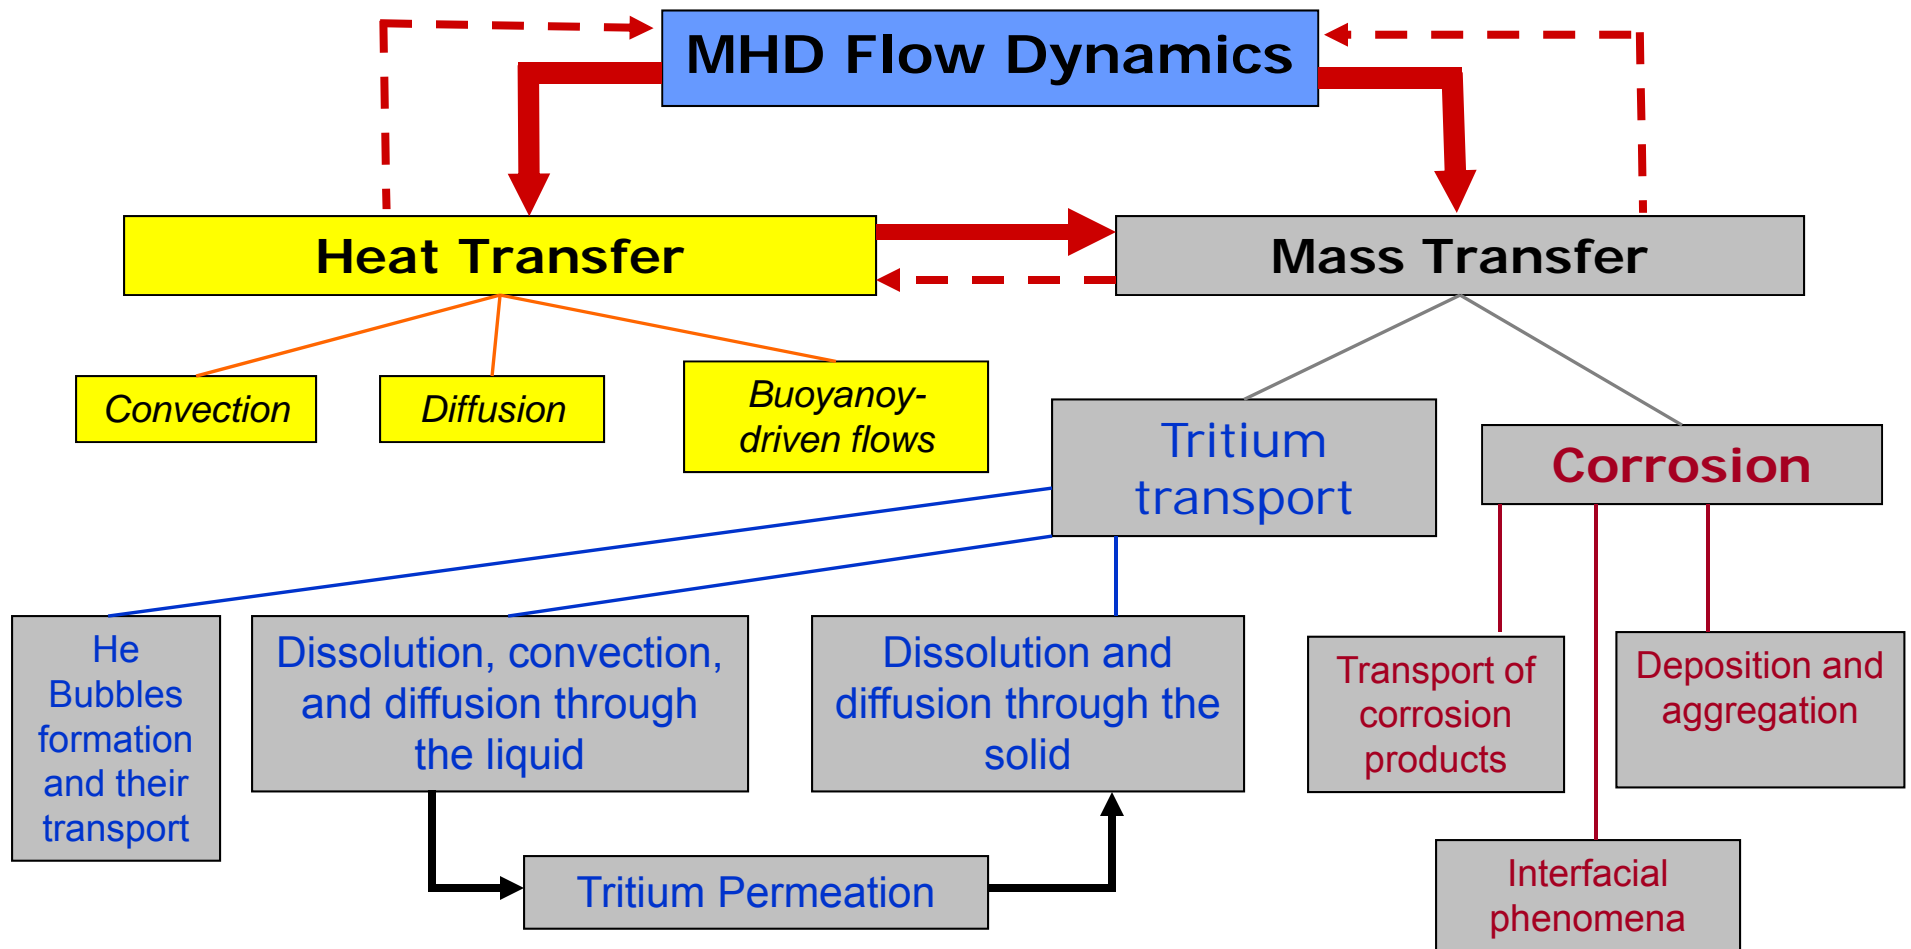 MHD Flow Dynamics
Heat Transfer
Mass Transfer
Convection
Diffusion
Buoyanoy-
driven flows
Tritium
transport
Corrosion
He
Bubbles
formation
and their
transport
Dissolution, convection,
and diffusion through
the liquid
Dissolution and
diffusion through the
solid
Transport of
corrosion
products
Deposition and
aggregation
Tritium Permeation
Interfacial
phenomena